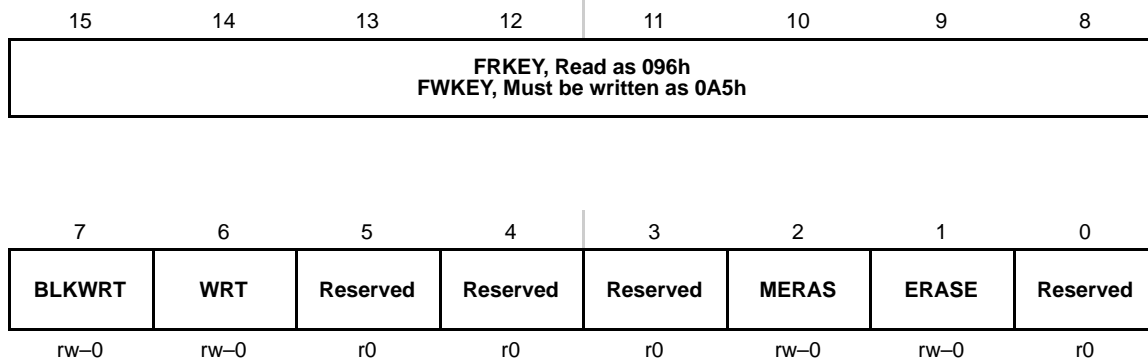 15 14 13 12 11 10 9 8
FRKEY, Read as 096h
FWKEY, Must be written as 0A5h
7 6 5 4 3 2 1 0
BLKWRT WRT Reserved Reserved Reserved MERAS ERASE Reserved
rw–0 rw–0 r0 r0 r0 rw–0 rw–0 r0